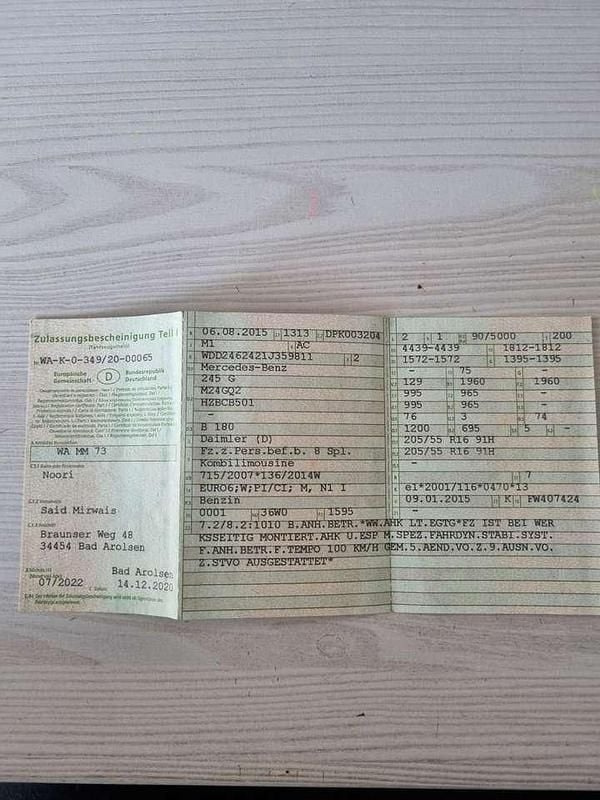 Zulassungsbescheinigung Teil I
(Fahrzeugschein)
WA-K-0-349/20-00065
Europäische Gemeinschaft
D
Bundesrepublik Deutschland
WA MM 73
Noori
Said Mirwais
Braunser Weg 48
34454 Bad Arolsen
07/2022
Bad Arolsen
14.12.2020
06.08.2015 1313 DPK003204
M1 AC
WDD2462421J359811 2
Mercedes-Benz
245 G
M24GQ2
HZBCB501
-
B 180
Daimler (D)
Fz.z.Pers.bef.b. 8 Spl.
Kombilimousine
715/2007*136/2014W
EURO6;W;PI/CI; M, N1 I
Benzin
0001 36W0 1595
2 1 90/5000 200
4439-4439 1812-1812
1572-1572 1395-1395
- 75 -
129 1960 1960
995 965 -
995 965 -
76 3 74
1200 695 5 -
205/55 R16 91H
205/55 R16 91H
-
7
e1*2001/116*0470*13
09.01.2015 K FW407424
-
7.2/8.2:1010 B.ANH.BETR.*WW.AHK LT.EGTG*FZ IST BEI WER
KSSEITIG MONTIERT.AHK U.ESP M.SPEZ.FAHRDYN.STABI.SYST.
F.ANH.BETR.F.TEMPO 100 KM/H GEM.5.AEND.VO.Z.9.AUSN.VO.
Z.STVO AUSGESTATTET*